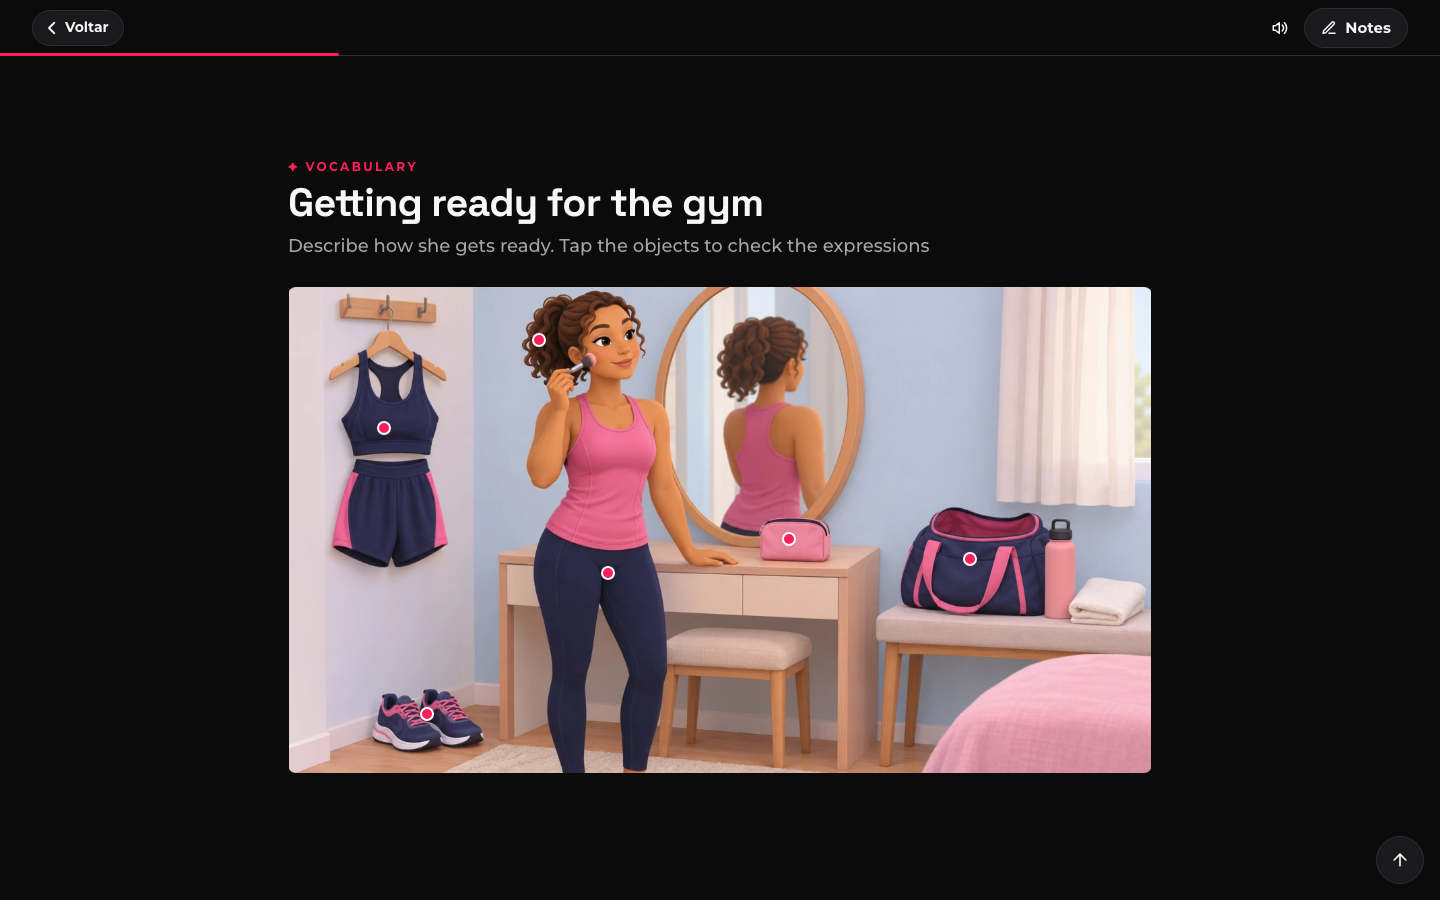 Voltar
Notes
VOCABULARY
Getting ready for the gym
Describe how she gets ready. Tap the objects to check the expressions